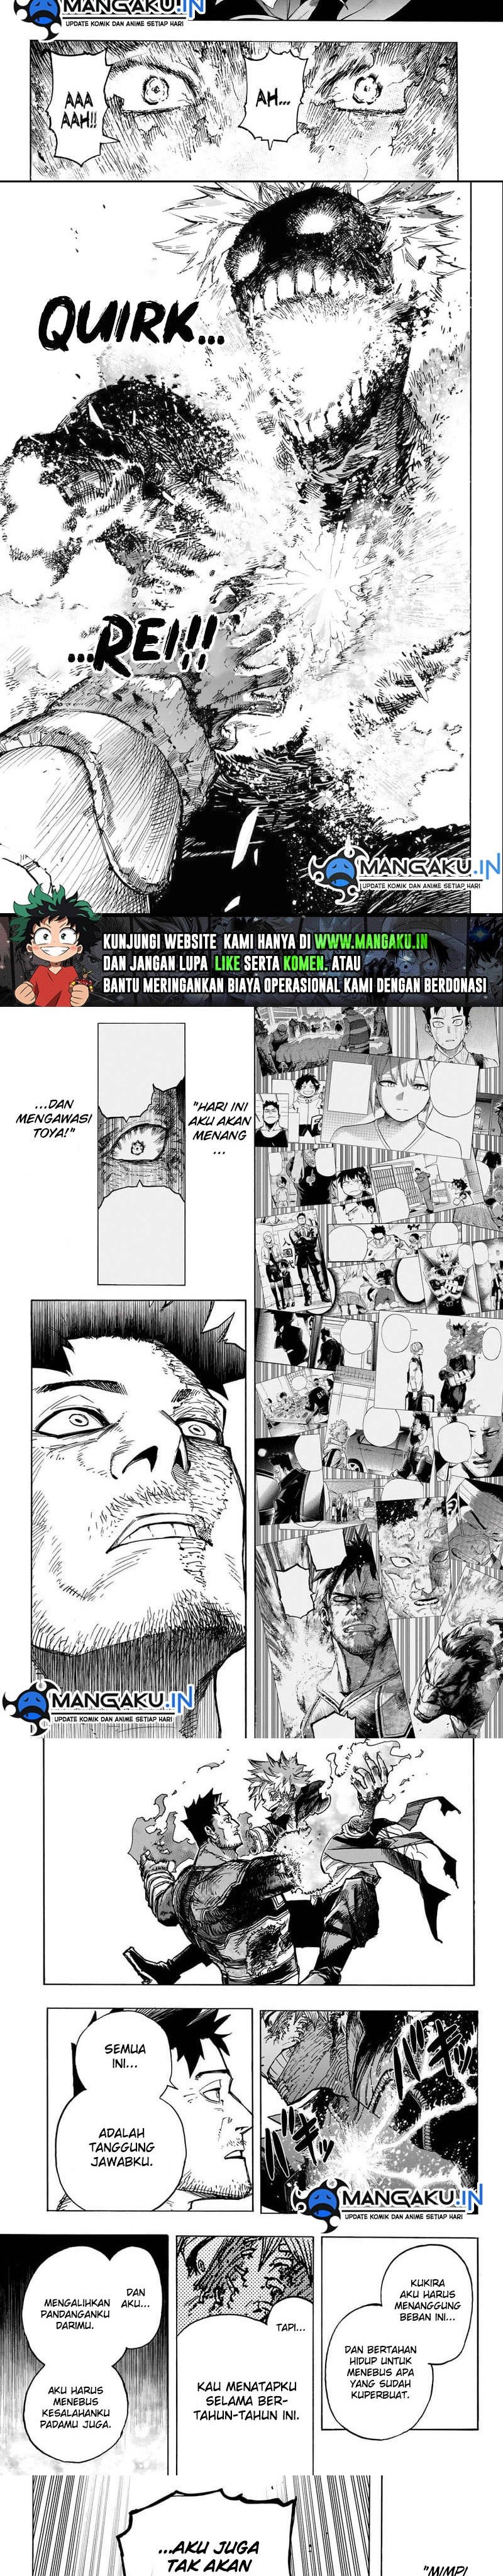 MANGAKU.IN
UPDATE KOMIK DAN ANIME SETIAP HARI
AH...
AAA
AAH!!
QUIRK...
...REI!!
MANGAKU.IN
UPDATE KOMIK DAN ANIME SETIAP HARI
KUNJUNGI WEBSITE KAMI HANYA DI WWW.MANGAKU.IN
DAN JANGAN LUPA LIKE SERTA KOMEN. ATAU
BANTU MERINGANKAN BIAYA OPERASIONAL KAMI DENGAN BERDONASI
"HARI INI
AKU AKAN
MENANG
...
...DAN
MENGAWASI
TOYA!"
MANGAKU.IN
UPDATE KOMIK DAN ANIME SETIAP HARI
SEMUA
INI...
ADALAH
TANGGUNG
JAWABKU.
MANGAKU.IN
UPDATE KOMIK DAN ANIME SETIAP HARI
KUKIRA
AKU HARUS
MENANGGUNG
BEBAN INI...
DAN BERTAHAN
HIDUP UNTUK
MENEBUS APA
YANG SUDAH
KUPERBUAT.
TAPI...
KAU MENATAPKU
SELAMA BER-
TAHUN-TAHUN INI.
DAN
AKU...
MENGALIHKAN
PANDANGANKU
DARIMU.
AKU HARUS
MENEBUS
KESALAHANKU
PADAMU JUGA.
"MIMPI
...AKU JUGA
TAK AKAN